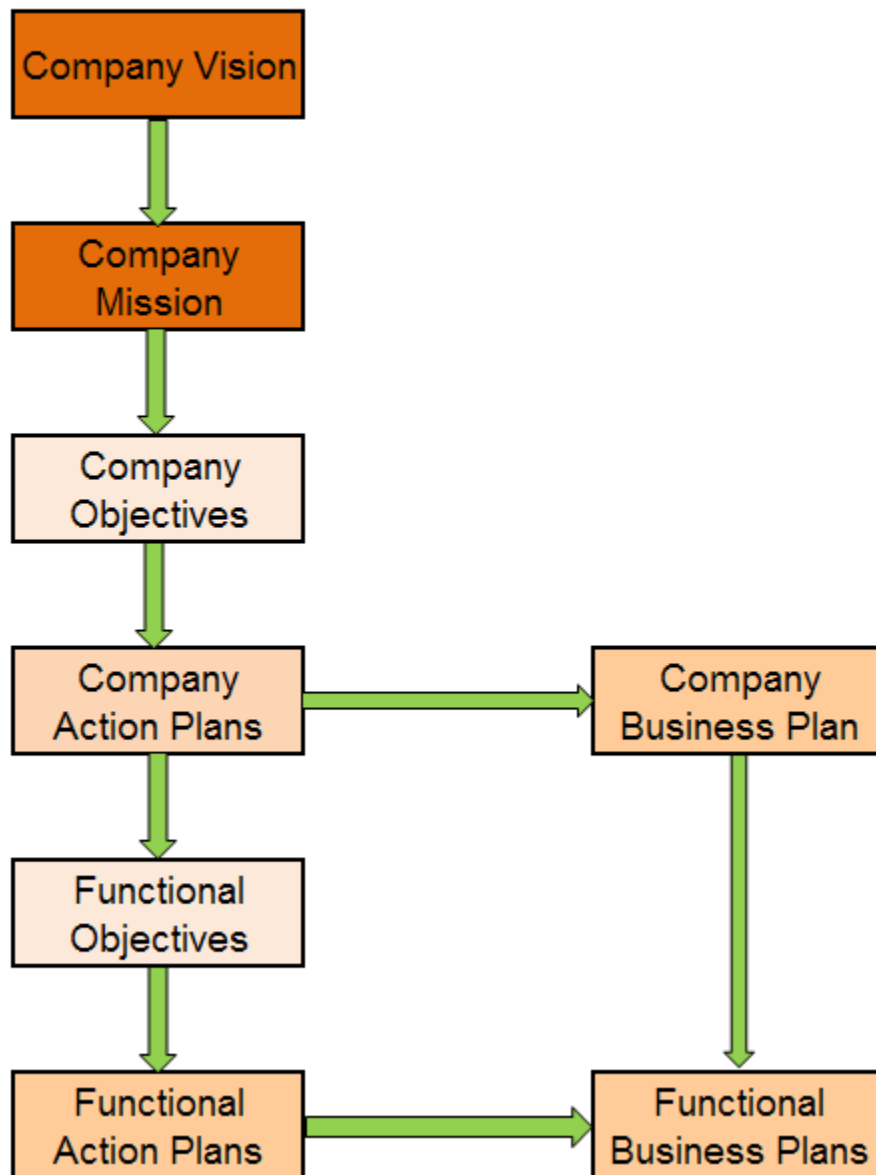 Company Vision
Company
Mission
Company
Objectives
Company
Action Plans
Company
Business Plan
Functional
Objectives
Functional
Action Plans
Functional
Business Plans